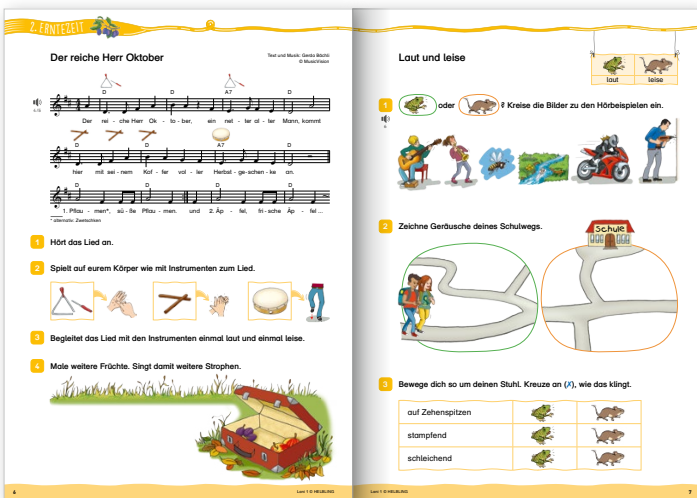 2. ERNTEZEIT
Der reiche Herr Oktober
Text und Musik: Gerda Bächli
© MusicVision
D D A7 D
Der rei - che Herr Ok - to - ber, ein net - ter al - ter Mann, kommt
D D A7 D
hier mit sei - nem Kof - fer vol - ler Herbst - ge - schen - ke an.
D D D D
1. Pflau - men*, sü - ße Pflau - men. und 2. Äp - fel, fri - sche Äp - fel ...
* alternativ: Zwetschken
1 Hört das Lied an.
2 Spielt auf eurem Körper wie mit Instrumenten zum Lied.
3 Begleitet das Lied mit den Instrumenten einmal laut und einmal leise.
4 Male weitere Früchte. Singt damit weitere Strophen.
6
Lomi 1 © HELBLING
Laut und leise
laut leise
1 oder ? Kreise die Bilder zu den Hörbeispielen ein.
2 Zeichne Geräusche deines Schulwegs.
Schule
3 Bewege dich so um deinen Stuhl. Kreuze an (X), wie das klingt.
auf Zehenspitzen
stampfend
schleichend
Lomi 1 © HELBLING
7